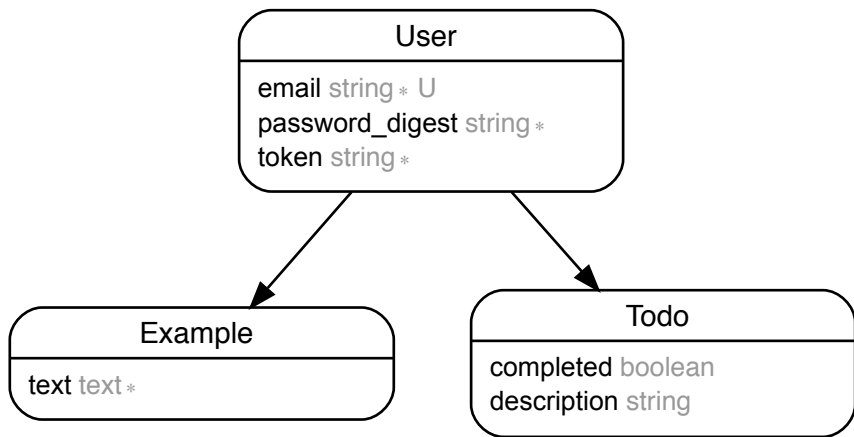 User
email string∗ U
password_digest string∗
token string∗
Example
text text∗
Todo
completed boolean
description string